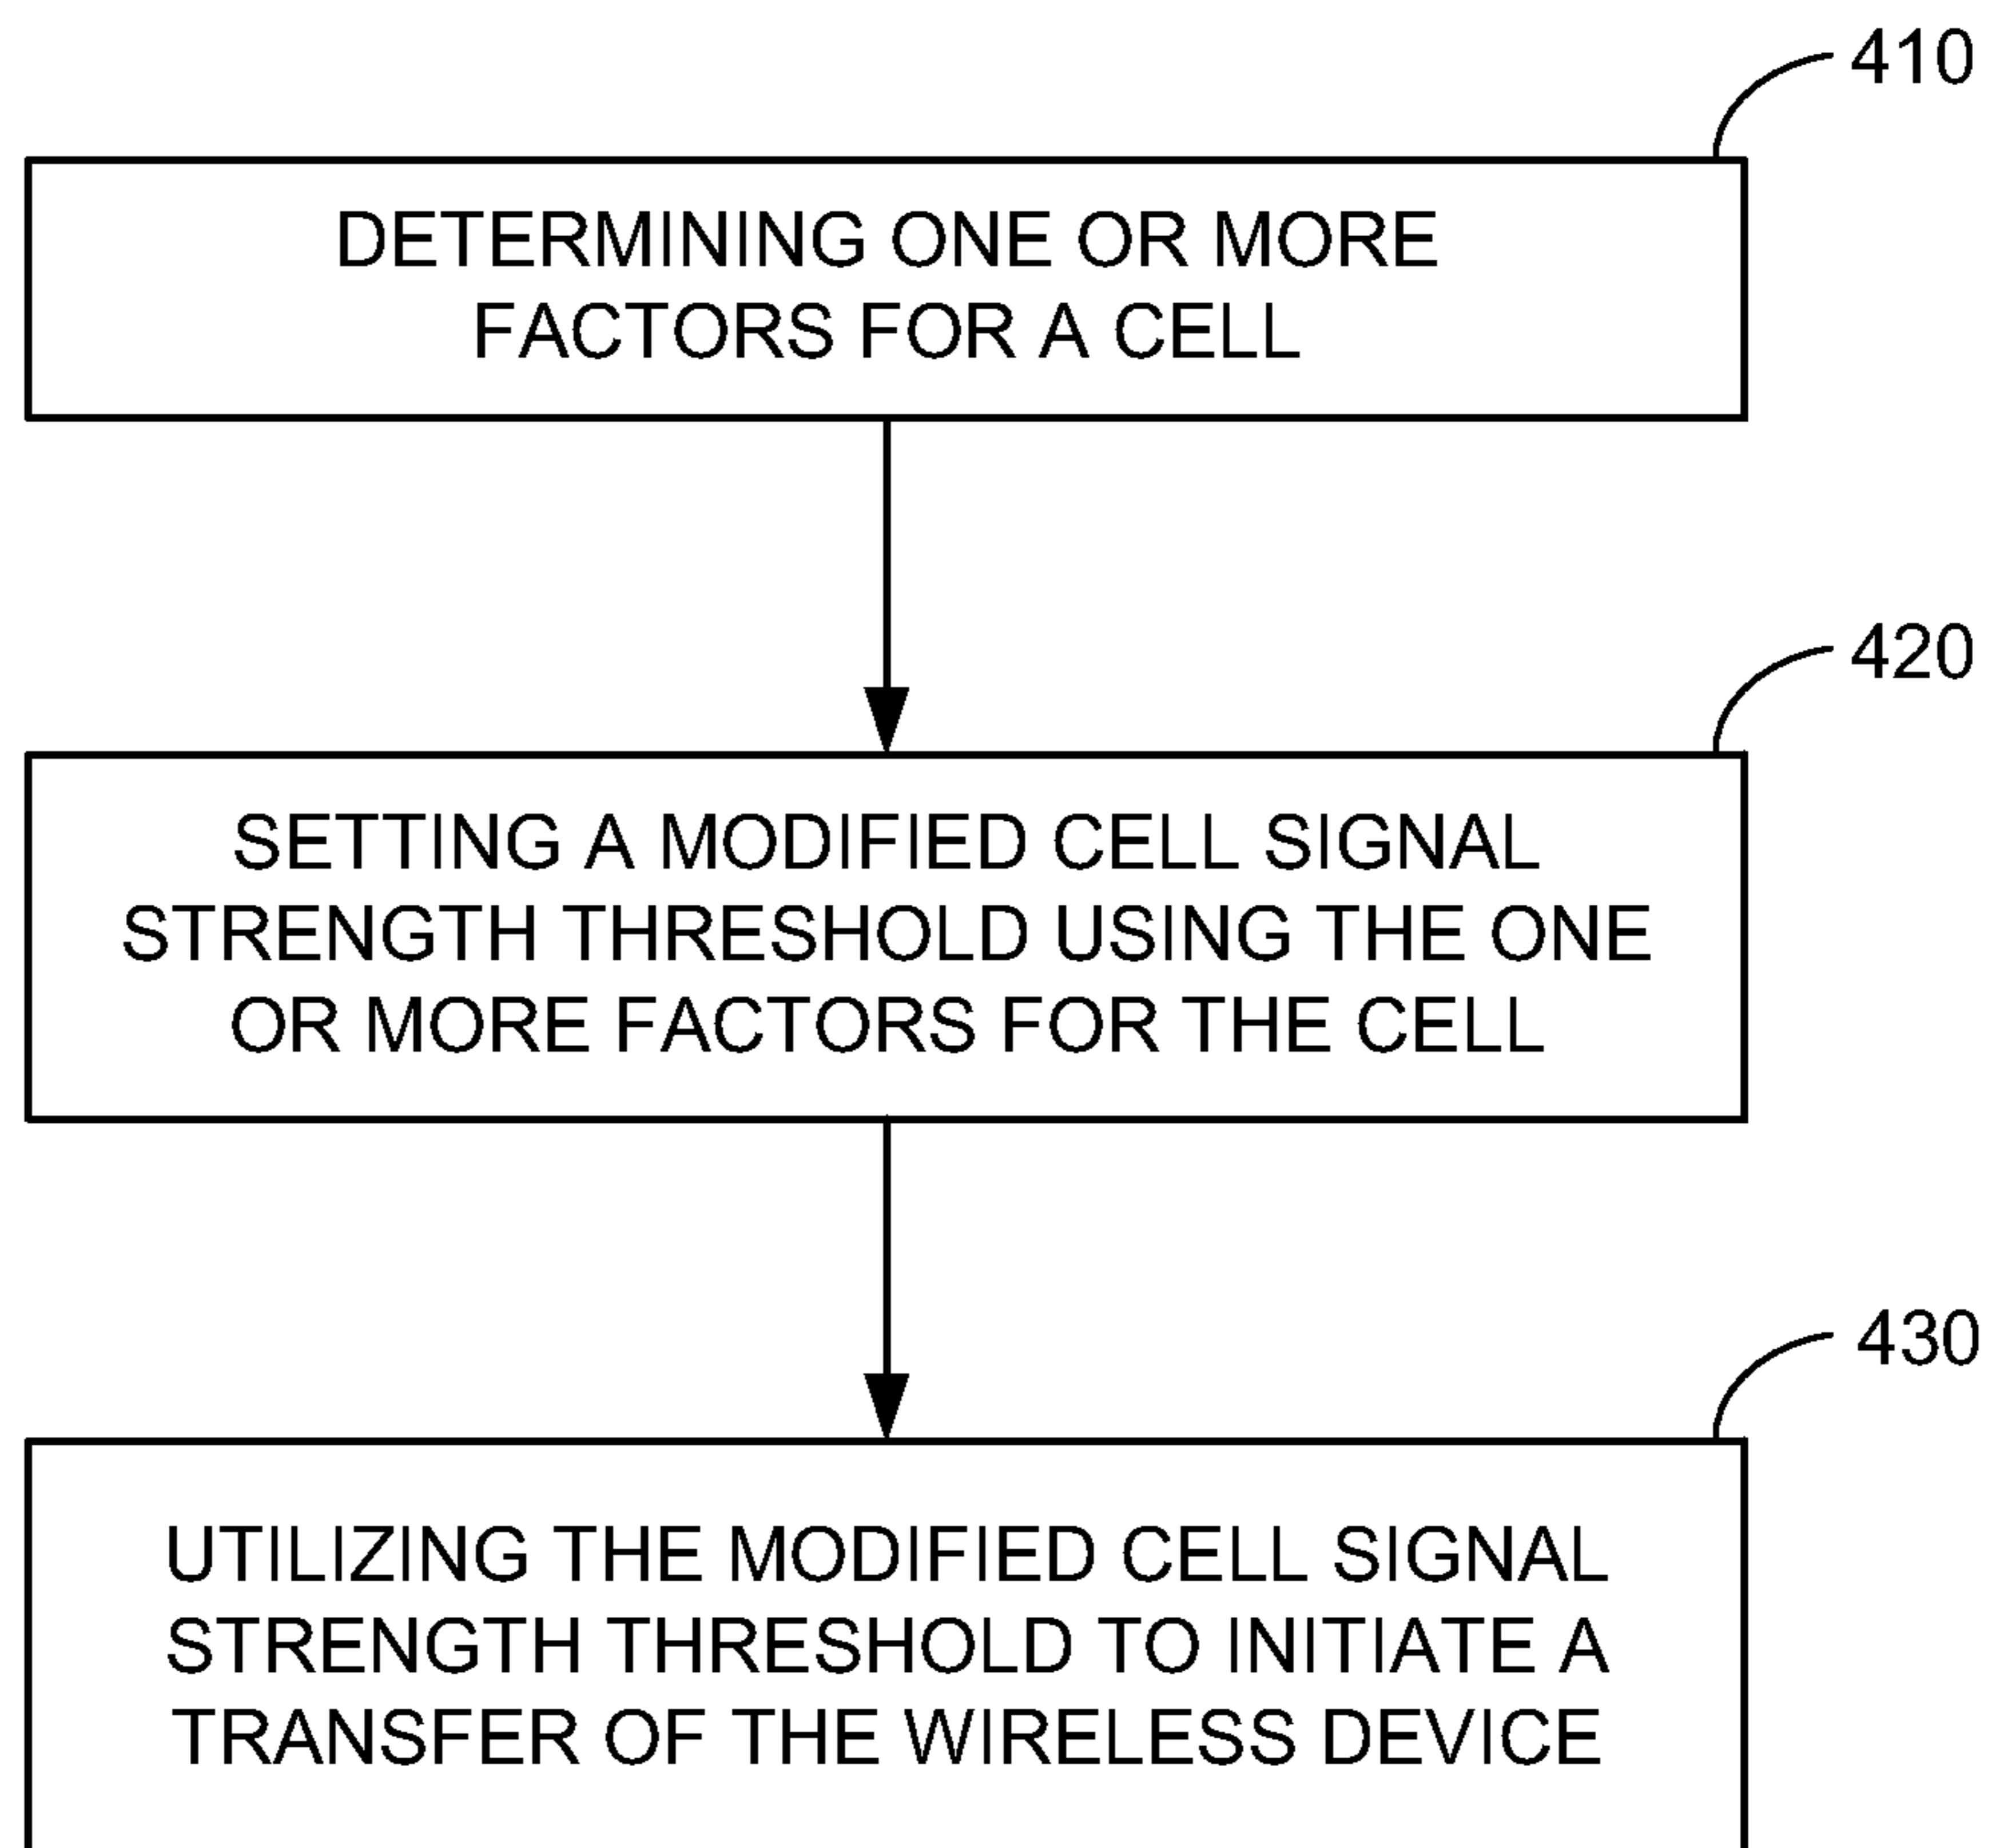 410
DETERMINING ONE OR MORE
FACTORS FOR A CELL
420
SETTING A MODIFIED CELL SIGNAL
STRENGTH THRESHOLD USING THE ONE
OR MORE FACTORS FOR THE CELL
430
UTILIZING THE MODIFIED CELL SIGNAL
STRENGTH THRESHOLD TO INITIATE A
TRANSFER OF THE WIRELESS DEVICE